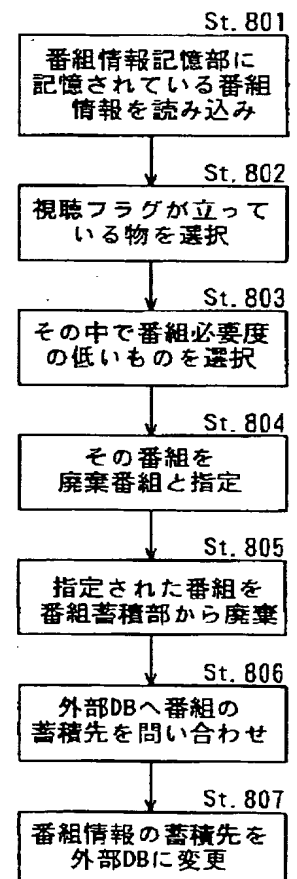 St. 801
番組情報記憶部に
記憶されている番組
情報を読み込み
St. 802
視聴フラグが立って
いる物を選択
St. 803
その中で番組必要度
の低いものを選択
St. 804
その番組を
廃棄番組と指定
St. 805
指定された番組を
番組蓄積部から廃棄
St. 806
外部DBへ番組の
蓄積先を問い合わせ
St. 807
番組情報の蓄積先を
外部DBに変更